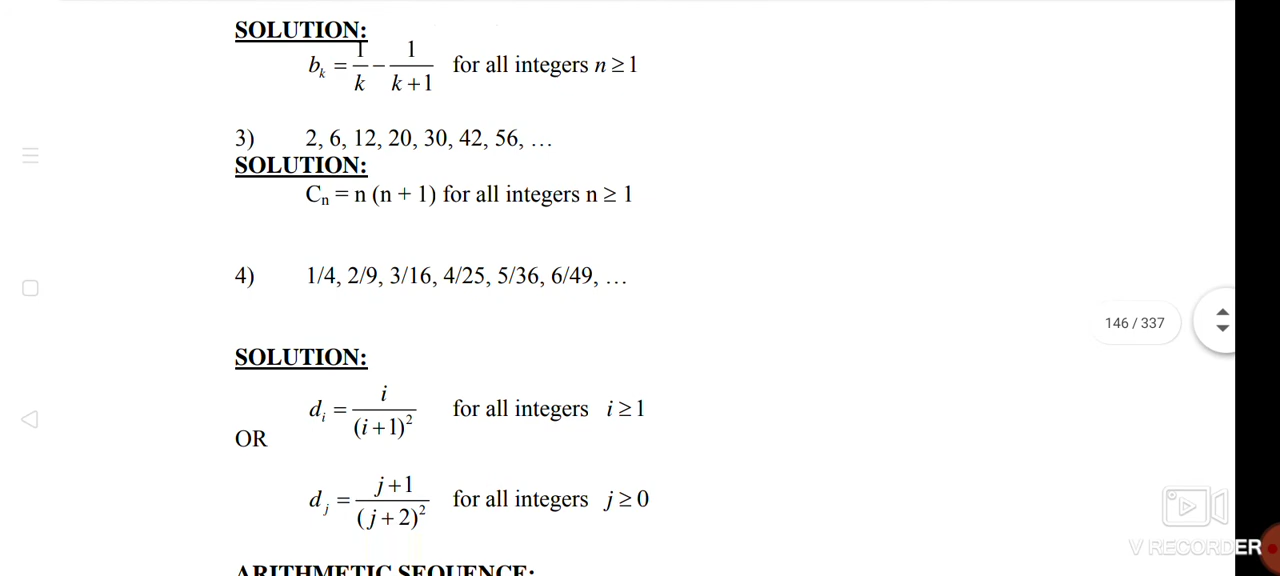 SOLUTION:
b_k = 1/k − 1/(k+1) for all integers n ≥ 1
3) 2, 6, 12, 20, 30, 42, 56, …
SOLUTION:
C_n = n (n + 1) for all integers n ≥ 1
4) 1/4, 2/9, 3/16, 4/25, 5/36, 6/49, …
146 / 337
SOLUTION:
d_i = i/(i+1)² for all integers i ≥ 1
OR
d_j = (j+1)/(j+2)² for all integers j ≥ 0
V RECORDER
ARITHMETIC SEQUENCE: